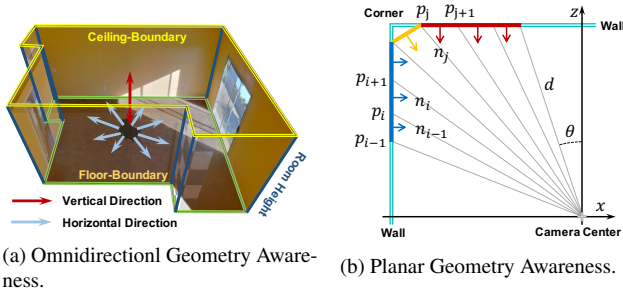 Ceiling-Boundary
Floor-Boundary
Room Height
Vertical Direction
Horizontal Direction
(a) Omnidirectionl Geometry Aware-
ness.
Corner
p_j
p_{j+1}
z
Wall
n_j
p_{i+1}
d
p_i
n_i
θ
n_{i-1}
p_{i-1}
x
Wall
Camera Center
(b) Planar Geometry Awareness.